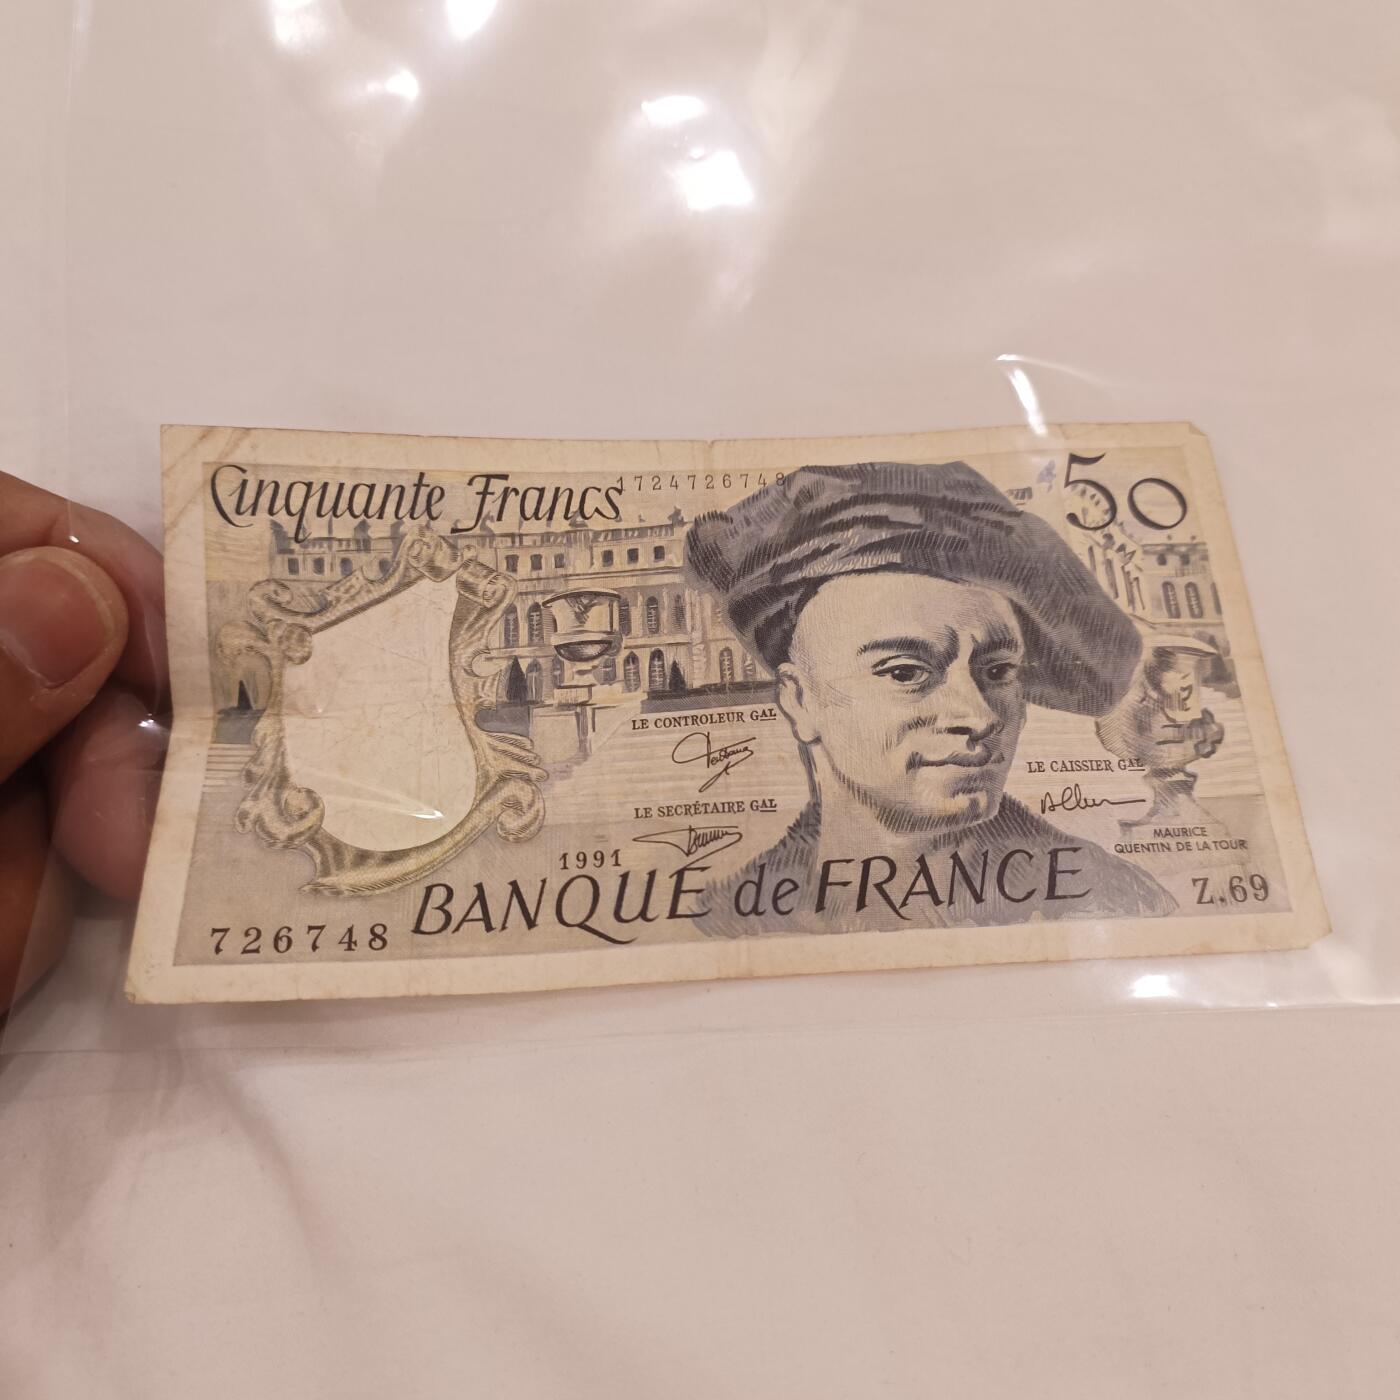 Cinquante Francs
1724726748
50
LE CONTROLEUR GAL
LE SECRÉTAIRE GAL
LE CAISSIER GAL
MAURICE
QUENTIN DE LA TOUR
1991
BANQUE de FRANCE
Z.69
726748